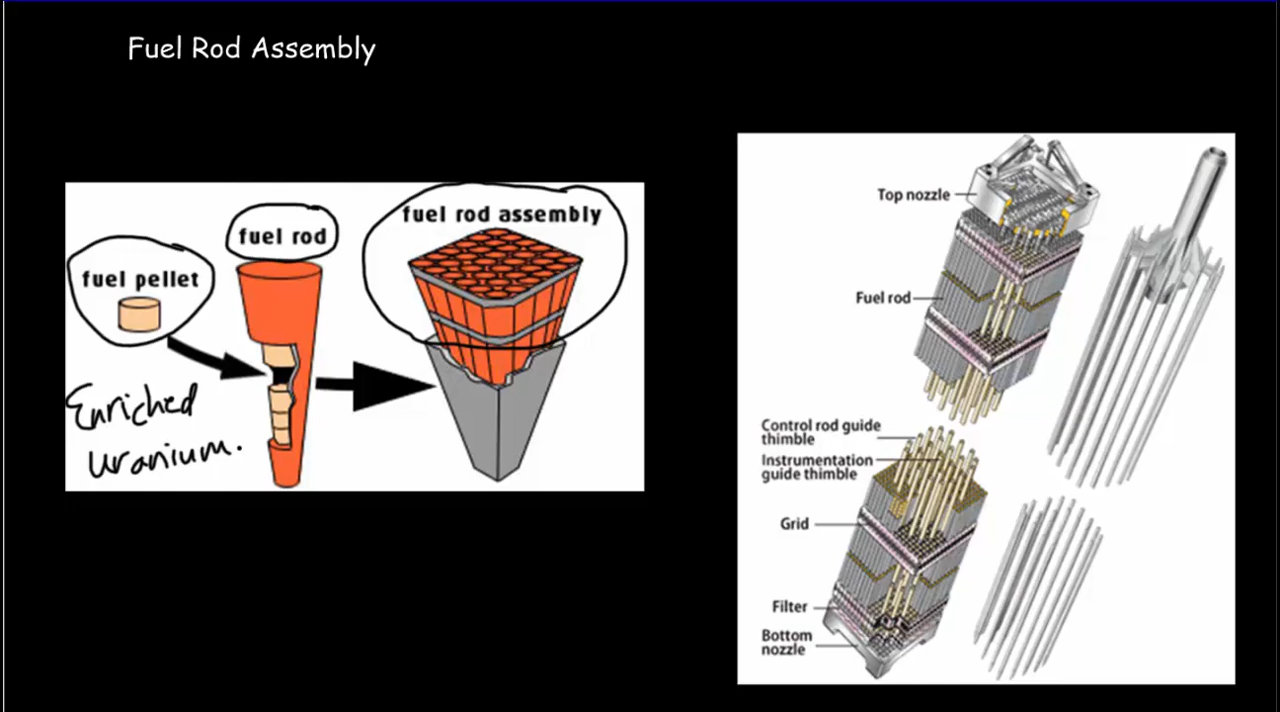 Fuel Rod Assembly
fuel pellet
fuel rod
fuel rod assembly
Enriched
uranium.
Top nozzle
Fuel rod
Control rod guide
thimble
Instrumentation
guide thimble
Grid
Filter
Bottom
nozzle